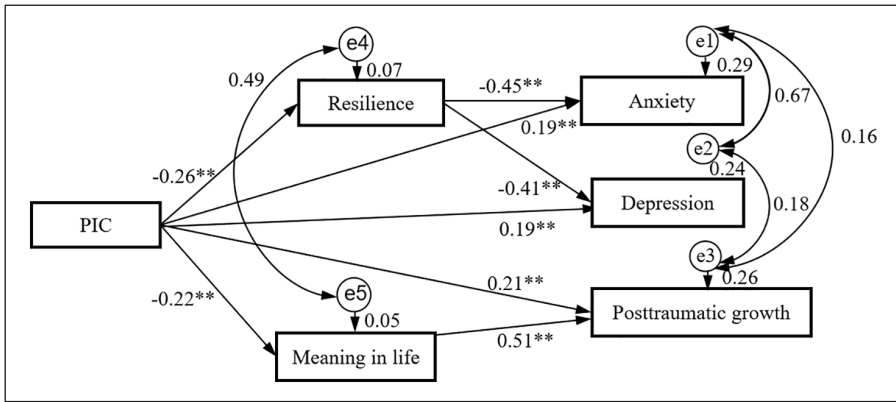 e4
e1
0.49
0.07
0.29
Resilience
-0.45**
Anxiety
0.67
0.19**
0.16
e2
-0.26**
0.24
-0.41**
Depression
PIC
0.19**
0.18
e3
0.21**
0.26
-0.22**
e5
Posttraumatic growth
0.05
0.51**
Meaning in life